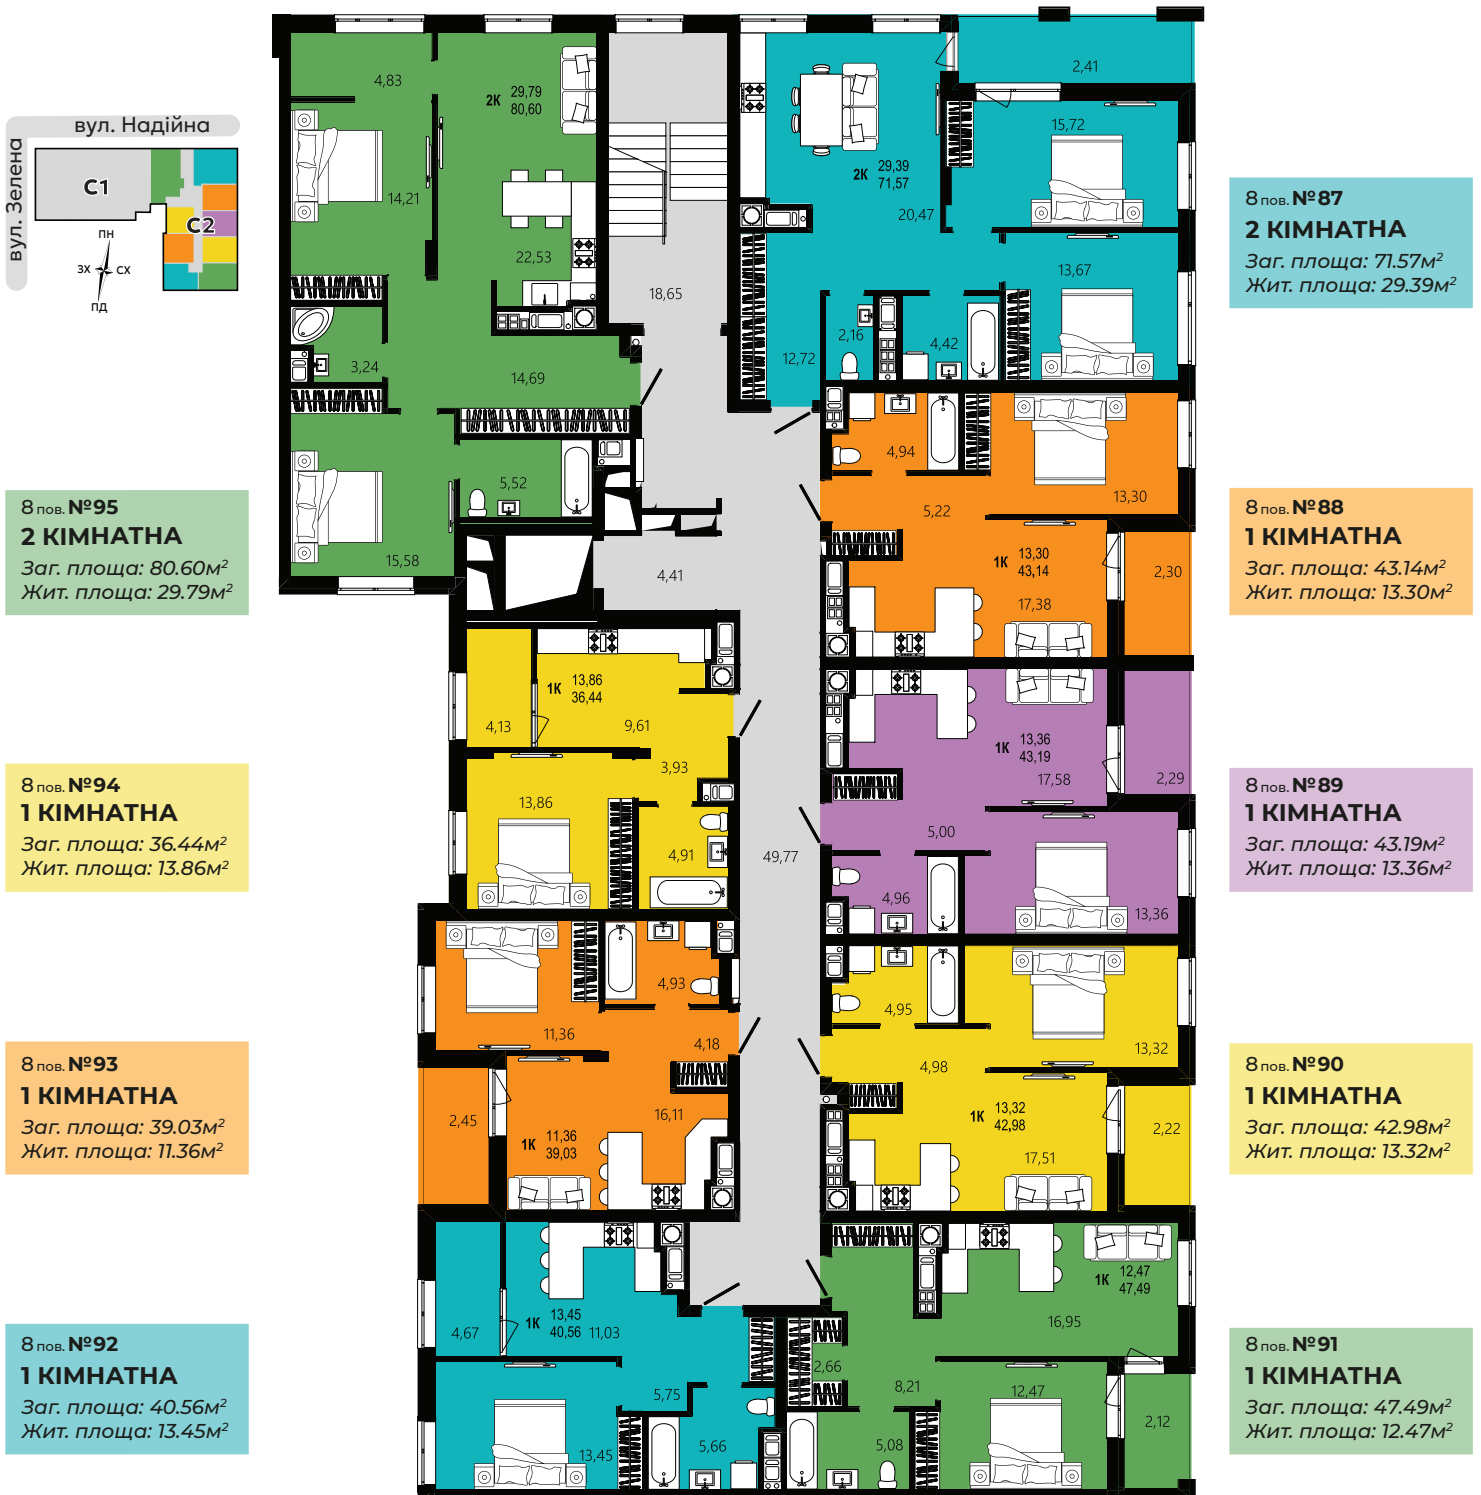 вул. Надійна
вул. Зелена
С1
С2
пн
зх
сх
пд
8 пов. №95
2 КІМНАТНА
Заг. площа: 80.60м²
Жит. площа: 29.79м²
8 пов. №94
1 КІМНАТНА
Заг. площа: 36.44м²
Жит. площа: 13.86м²
8 пов. №93
1 КІМНАТНА
Заг. площа: 39.03м²
Жит. площа: 11.36м²
8 пов. №92
1 КІМНАТНА
Заг. площа: 40.56м²
Жит. площа: 13.45м²
4,83
2К 29,79
80,60
14,21
22,53
3,24
14,69
5,52
15,58
18,65
4,41
49,77
2,41
15,72
2К 29,39
71,57
20,47
13,67
2,16
4,42
12,72
4,94
13,30
5,22
1К 13,30
43,14
2,30
17,38
1К 13,86
36,44
4,13
9,61
3,93
13,86
4,91
1К 13,36
43,19
17,58
2,29
5,00
4,96
13,36
4,93
11,36
4,18
2,45
16,11
1К 11,36
39,03
4,95
13,32
4,98
1К 13,32
42,98
2,22
17,51
1К 13,45
40,56
11,03
4,67
5,75
13,45
5,66
1К 12,47
47,49
16,95
2,66
8,21
12,47
2,12
5,08
8 пов. №87
2 КІМНАТНА
Заг. площа: 71.57м²
Жит. площа: 29.39м²
8 пов. №88
1 КІМНАТНА
Заг. площа: 43.14м²
Жит. площа: 13.30м²
8 пов. №89
1 КІМНАТНА
Заг. площа: 43.19м²
Жит. площа: 13.36м²
8 пов. №90
1 КІМНАТНА
Заг. площа: 42.98м²
Жит. площа: 13.32м²
8 пов. №91
1 КІМНАТНА
Заг. площа: 47.49м²
Жит. площа: 12.47м²